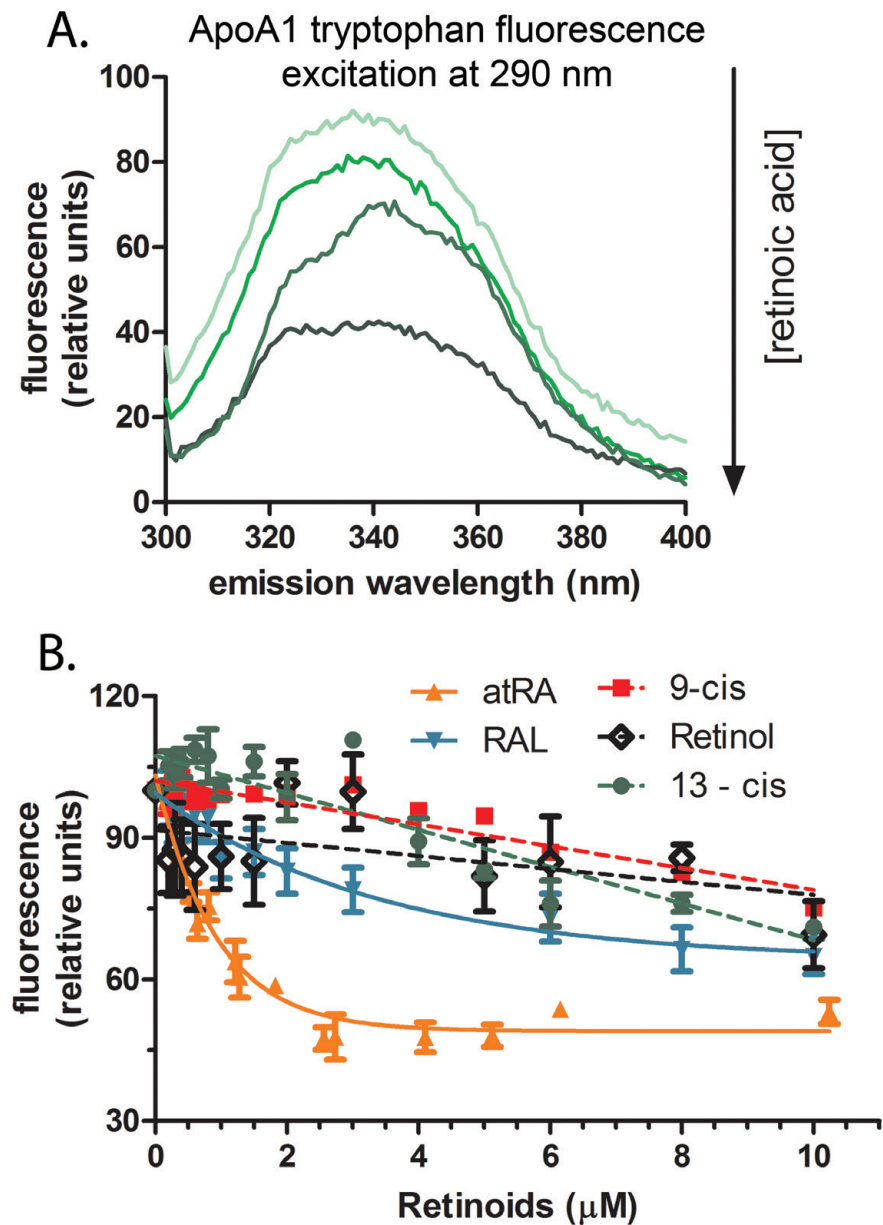 A.
ApoA1 tryptophan fluorescence
excitation at 290 nm
100
80
60
40
20
0
fluorescence
(relative units)
300
320
340
360
380
400
emission wavelength (nm)
[retinoic acid]
B.
120
90
60
30
fluorescence
(relative units)
atRA
RAL
9-cis
Retinol
13 - cis
0
2
4
6
8
10
Retinoids (μM)